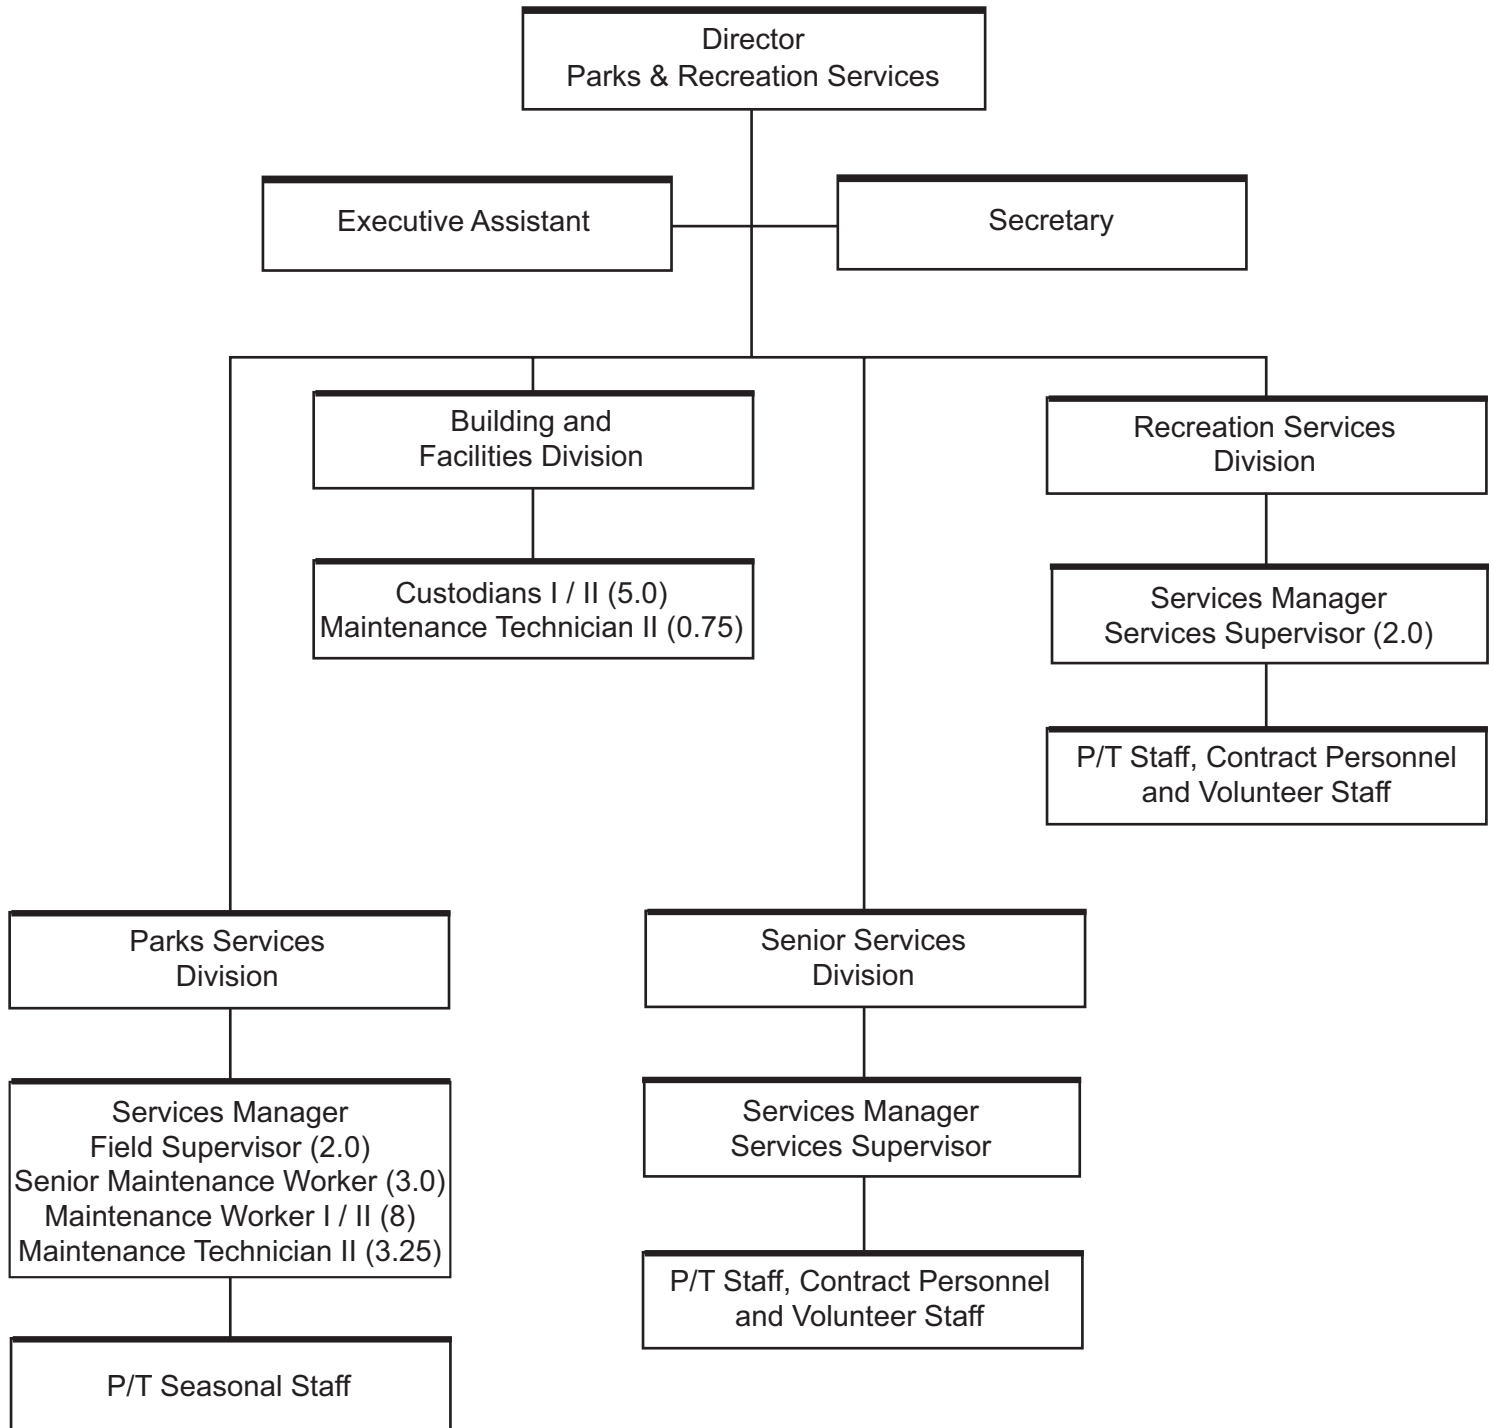 Director
Parks & Recreation Services
Executive Assistant
Secretary
Building and
Facilities Division
Recreation Services
Division
Custodians I / II (5.0)
Maintenance Technician II (0.75)
Services Manager
Services Supervisor (2.0)
P/T Staff, Contract Personnel
and Volunteer Staff
Parks Services
Division
Senior Services
Division
Services Manager
Field Supervisor (2.0)
Senior Maintenance Worker (3.0)
Maintenance Worker I / II (8)
Maintenance Technician II (3.25)
Services Manager
Services Supervisor
P/T Staff, Contract Personnel
and Volunteer Staff
P/T Seasonal Staff